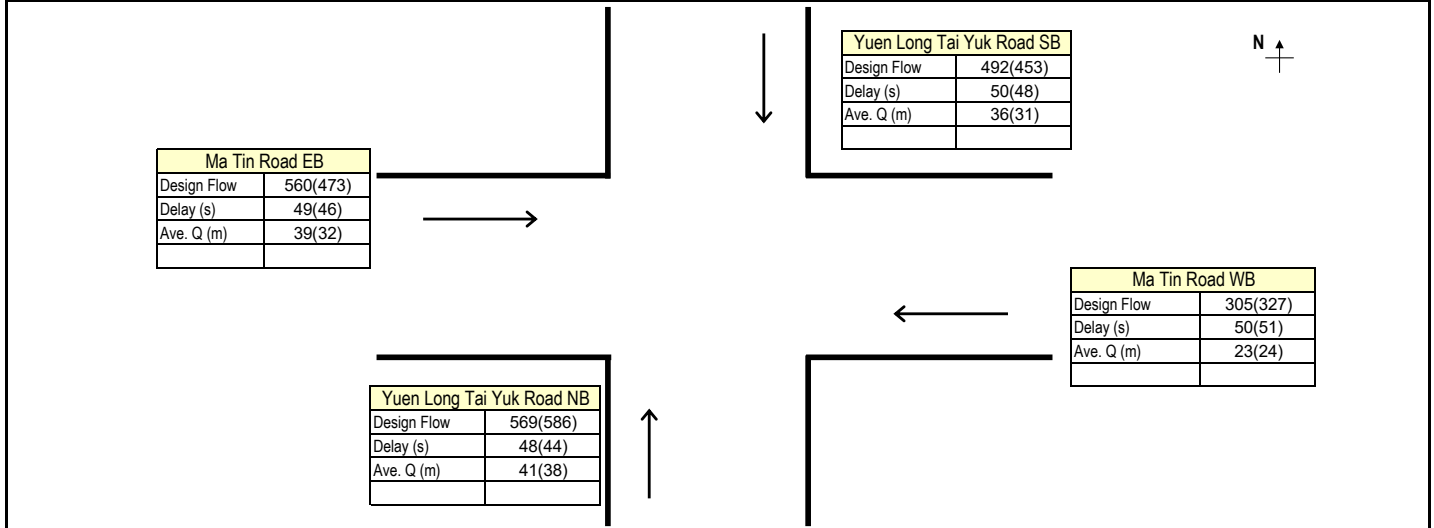 Yuen Long Tai Yuk Road SB
Design Flow 492(453)
Delay (s) 50(48)
Ave. Q (m) 36(31)
N
Ma Tin Road EB
Design Flow 560(473)
Delay (s) 49(46)
Ave. Q (m) 39(32)
Ma Tin Road WB
Design Flow 305(327)
Delay (s) 50(51)
Ave. Q (m) 23(24)
Yuen Long Tai Yuk Road NB
Design Flow 569(586)
Delay (s) 48(44)
Ave. Q (m) 41(38)